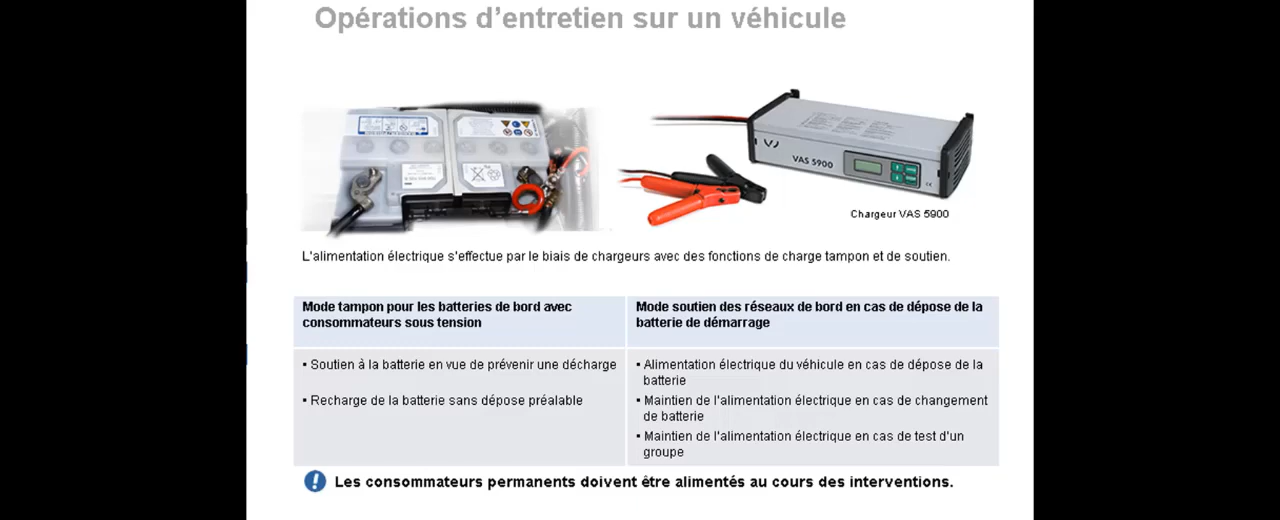 Opérations d'entretien sur un véhicule
VAS 5900
Chargeur VAS 5900
L'alimentation électrique s'effectue par le biais de chargeurs avec des fonctions de charge tampon et de soutien.
Mode tampon pour les batteries de bord avec
consommateurs sous tension
Mode soutien des réseaux de bord en cas de dépose de la
batterie de démarrage
▪ Soutien à la batterie en vue de prévenir une décharge
▪ Recharge de la batterie sans dépose préalable
▪ Alimentation électrique du véhicule en cas de dépose de la
batterie
▪ Maintien de l'alimentation électrique en cas de changement
de batterie
▪ Maintien de l'alimentation électrique en cas de test d'un
groupe
Les consommateurs permanents doivent être alimentés au cours des interventions.